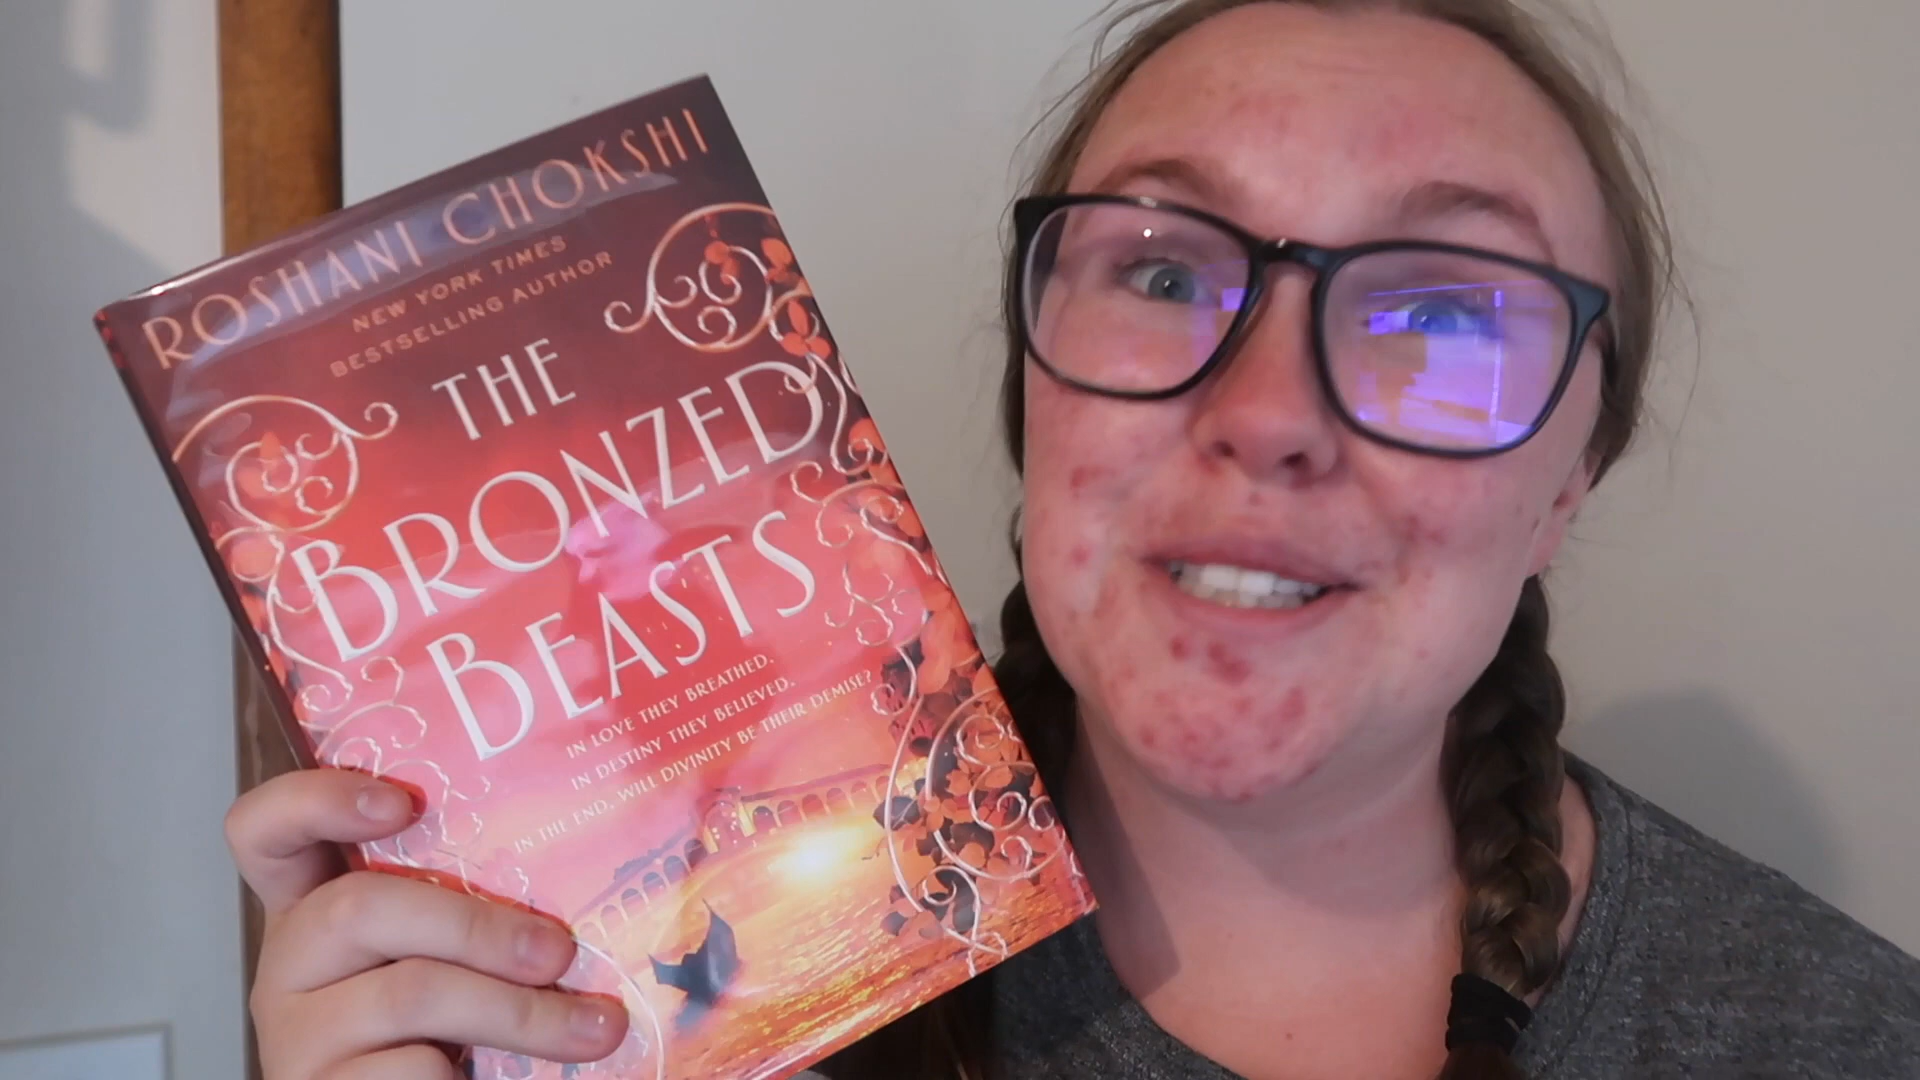 ROSHANI CHOKSHI
NEW YORK TIMES
BESTSELLING AUTHOR
THE
BRONZED
BEASTS
IN LOVE THEY BREATHED.
IN DESTINY THEY BELIEVED.
IN THE END, WILL DIVINITY BE THEIR DEMISE?